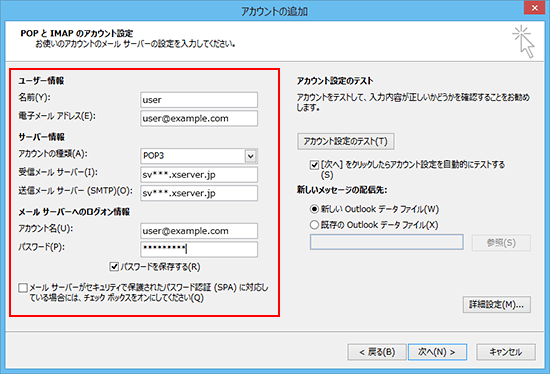 アカウントの追加
POP と IMAP のアカウント設定
お使いのアカウントのメール サーバーの設定を入力してください。
ユーザー情報
名前(Y): user
電子メール アドレス(E): user@example.com
サーバー情報
アカウントの種類(A): POP3
受信メール サーバー(I): sv***.xserver.jp
送信メール サーバー (SMTP)(O): sv***.xserver.jp
メール サーバーへのログオン情報
アカウント名(U): user@example.com
パスワード(P): *********
パスワードを保存する(R)
メール サーバーがセキュリティで保護されたパスワード認証 (SPA) に対応し
ている場合には、チェック ボックスをオンにしてください(Q)
アカウント設定のテスト
アカウントをテストして、入力内容が正しいかどうかを確認することをお勧め
します。
アカウント設定のテスト(T)
[次へ] をクリックしたらアカウント設定を自動的にテストする
(S)
新しいメッセージの配信先:
新しい Outlook データ ファイル(W)
既存の Outlook データ ファイル(X)
参照(S)
詳細設定(M)...
< 戻る(B)
次へ(N) >
キャンセル